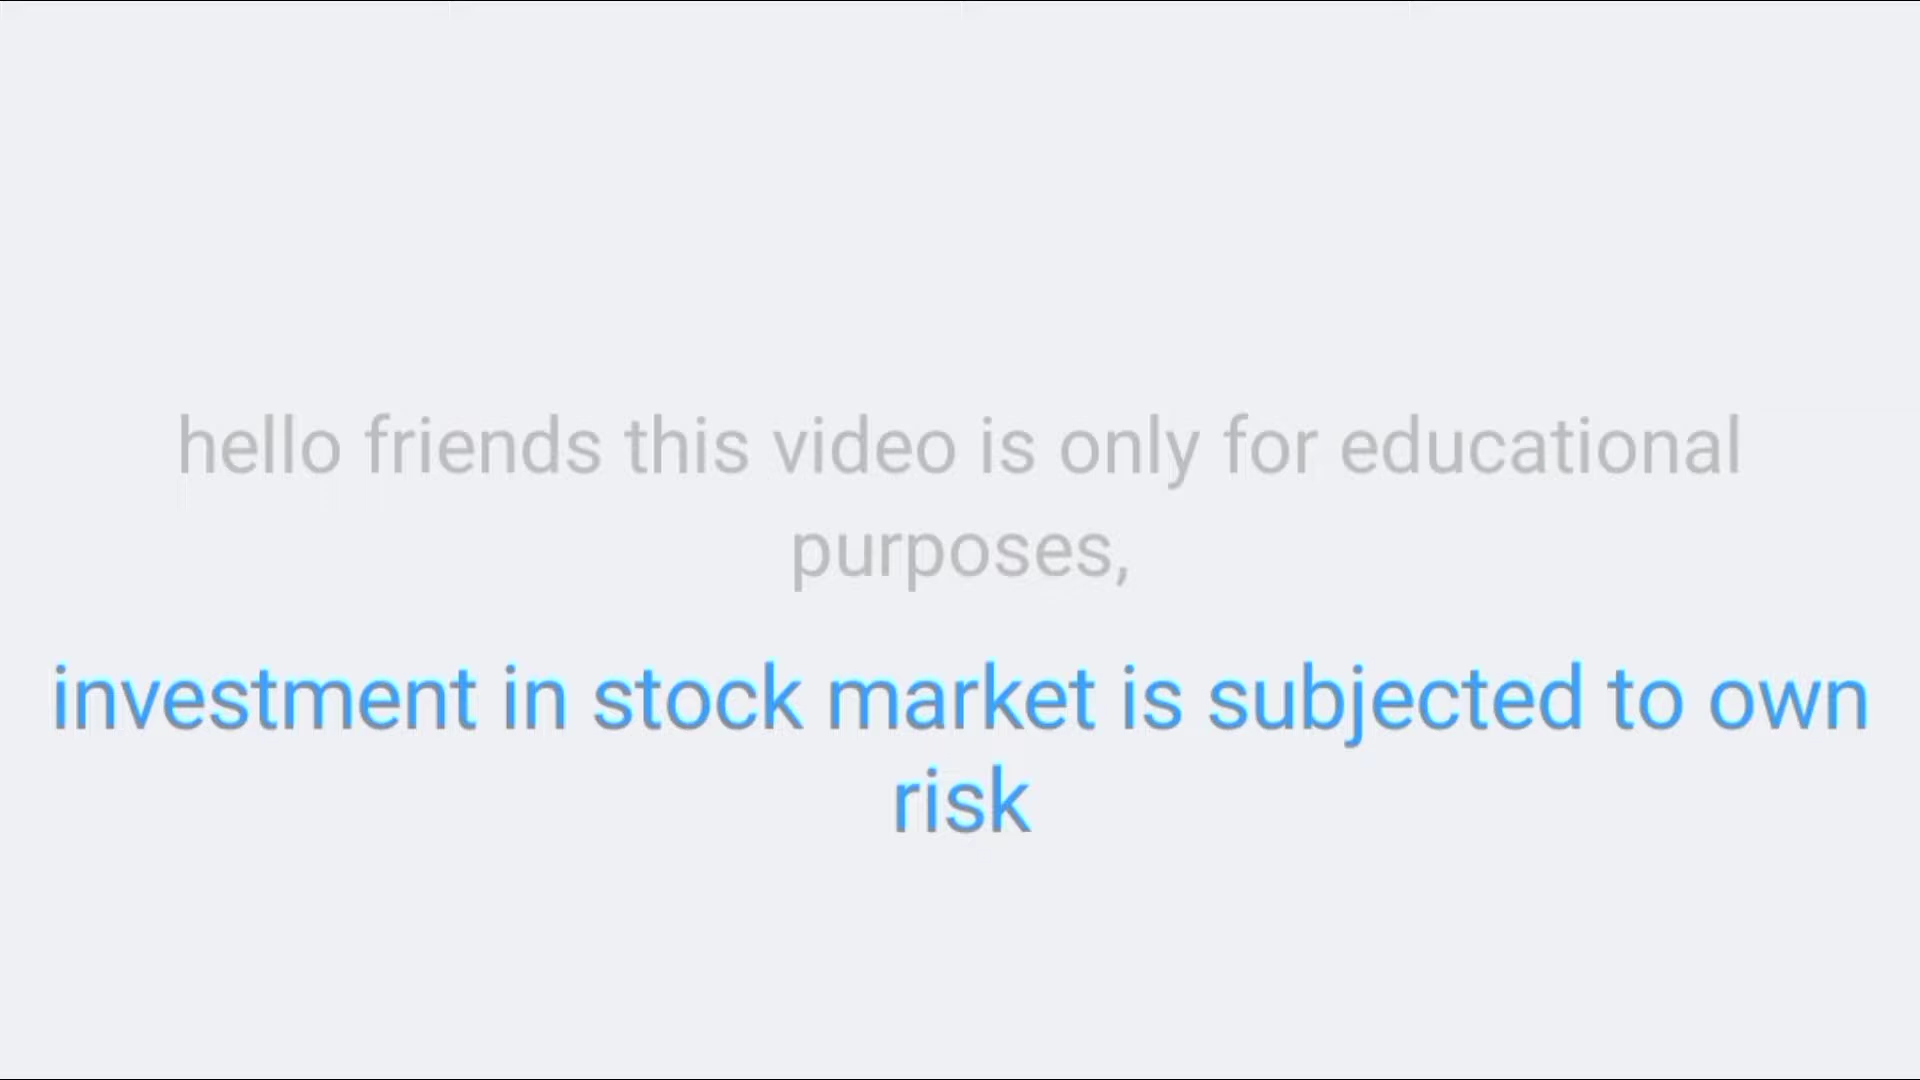 hello friends this video is only for educational
purposes,
investment in stock market is subjected to own
risk